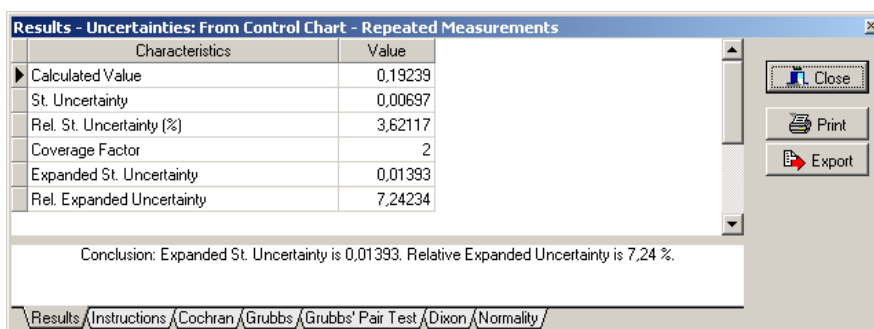 Results - Uncertainties: From Control Chart - Repeated Measurements
Characteristics Value
Calculated Value 0,19239
St. Uncertainty 0,00697
Rel. St. Uncertainty (%) 3,62117
Coverage Factor 2
Expanded St. Uncertainty 0,01393
Rel. Expanded Uncertainty 7,24234
Close
Print
Export
Conclusion: Expanded St. Uncertainty is 0,01393. Relative Expanded Uncertainty is 7,24 %.
Results Instructions Cochran Grubbs Grubbs' Pair Test Dixon Normality